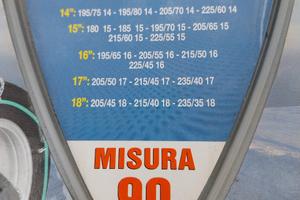 14": 195/75 14 - 195/80 14 - 205/70 14 - 225/60 14
15": 180 15 - 185 15 - 195/70 15 - 205/65 15
215/60 15 - 225/55 15
16": 195/65 16 - 205/55 16 - 215/50 16
225/45 16
17": 205/50 17 - 215/45 17 - 235/40 17
18": 205/45 18 - 215/40 18 - 235/35 18
MISURA
90